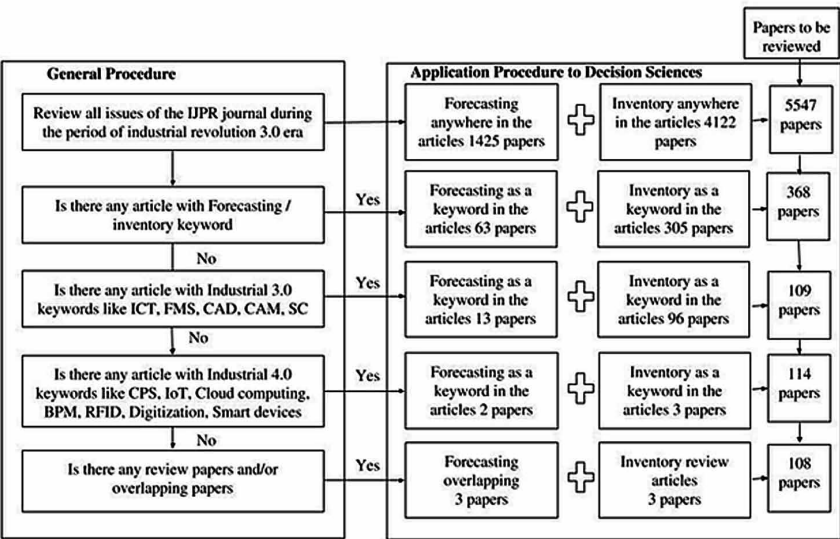 Papers to be
reviewed
General Procedure
Application Procedure to Decision Sciences
Review all issues of the IJPR journal during
the period of industrial revolution 3.0 era
Forecasting
anywhere in the
articles 1425 papers
Inventory anywhere
in the articles 4122
papers
5547
papers
Is there any article with Forecasting /
inventory keyword
Yes
Forecasting as a
keyword in the
articles 63 papers
Inventory as a
keyword in the
articles 305 papers
368
papers
No
Is there any article with Industrial 3.0
keywords like ICT, FMS, CAD, CAM, SC
Yes
Forecasting as a
keyword in the
articles 13 papers
Inventory as a
keyword in the
articles 96 papers
109
papers
No
Is there any article with Industrial 4.0
keywords like CPS, IoT, Cloud computing,
BPM, RFID, Digitization, Smart devices
Yes
Forecasting as a
keyword in the
articles 2 papers
Inventory as a
keyword in the
articles 3 papers
114
papers
No
Is there any review papers and/or
overlapping papers
Yes
Forecasting
overlapping
3 papers
Inventory review
articles
3 papers
108
papers